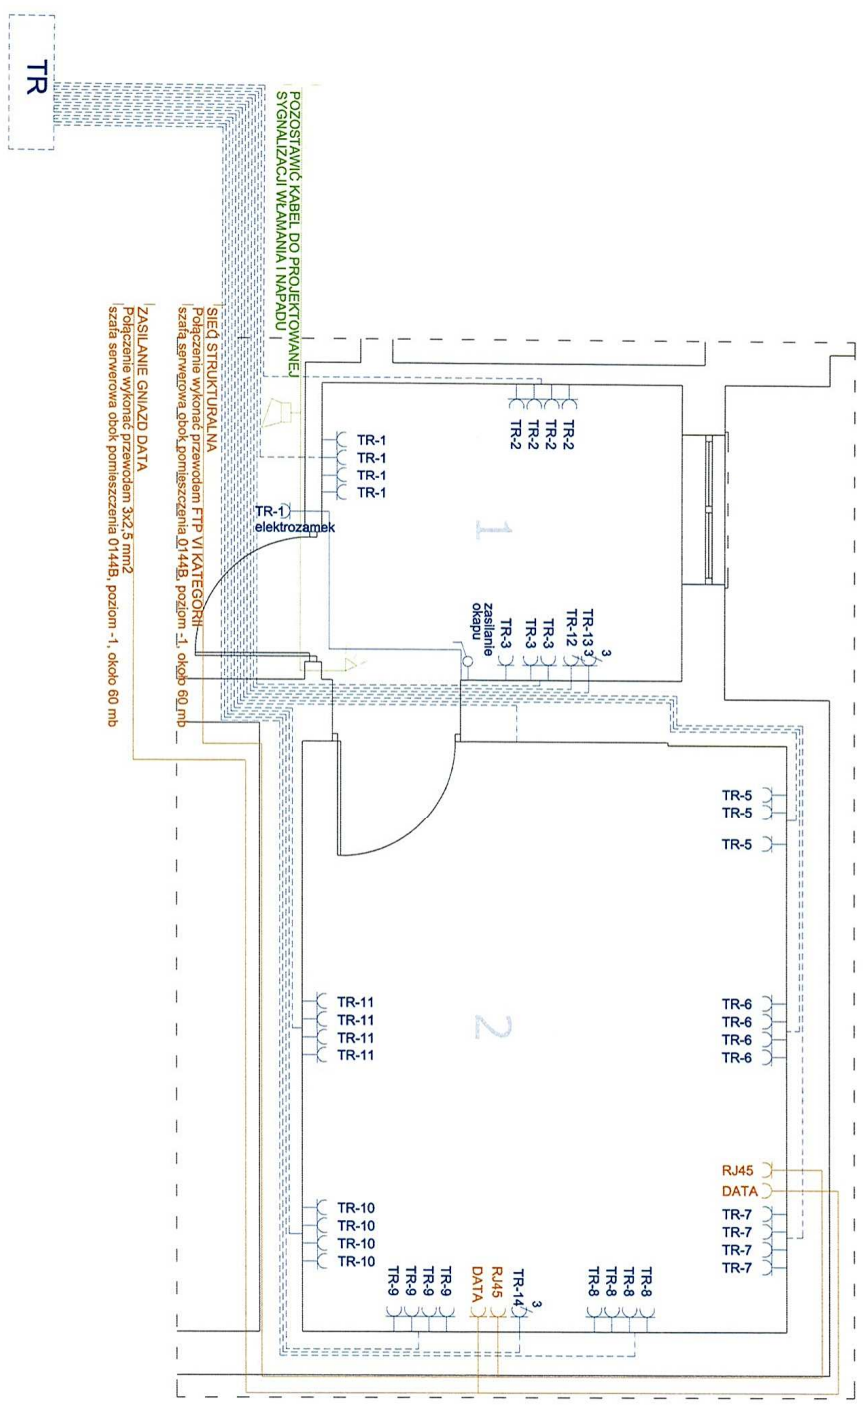 TR
POZOSTAWIĆ KABEL DO PROJEKTOWANEJ
SYGNALIZACJI WŁAMANIA I NAPADU
SIEĆ STRUKTURALNA
Połączenie wykonać przewodem FTP VI KATEGORII
szafa serwerowa obok pomieszczenia 0144B, poziom -1, około 60 mb
ZASILANIE GNIAZD DATA
Połączenie wykonać przewodem 3x2,5 mm2
szafa serwerowa obok pomieszczenia 0144B, poziom -1, około 60 mb
TR-2
TR-2
TR-2
TR-2
TR-1
TR-1
TR-1
TR-1
TR-1
elektrozamek
1
zasilanie
okapu
TR-3
TR-3
TR-3
TR-12
TR-13
3
3
TR-5
TR-5
TR-5
2
TR-11
TR-11
TR-11
TR-11
TR-6
TR-6
TR-6
TR-6
RJ45
DATA
TR-7
TR-7
TR-7
TR-7
TR-10
TR-10
TR-10
TR-10
TR-9
TR-9
TR-9
TR-9
DATA
RJ45
TR-14
3
TR-8
TR-8
TR-8
TR-8